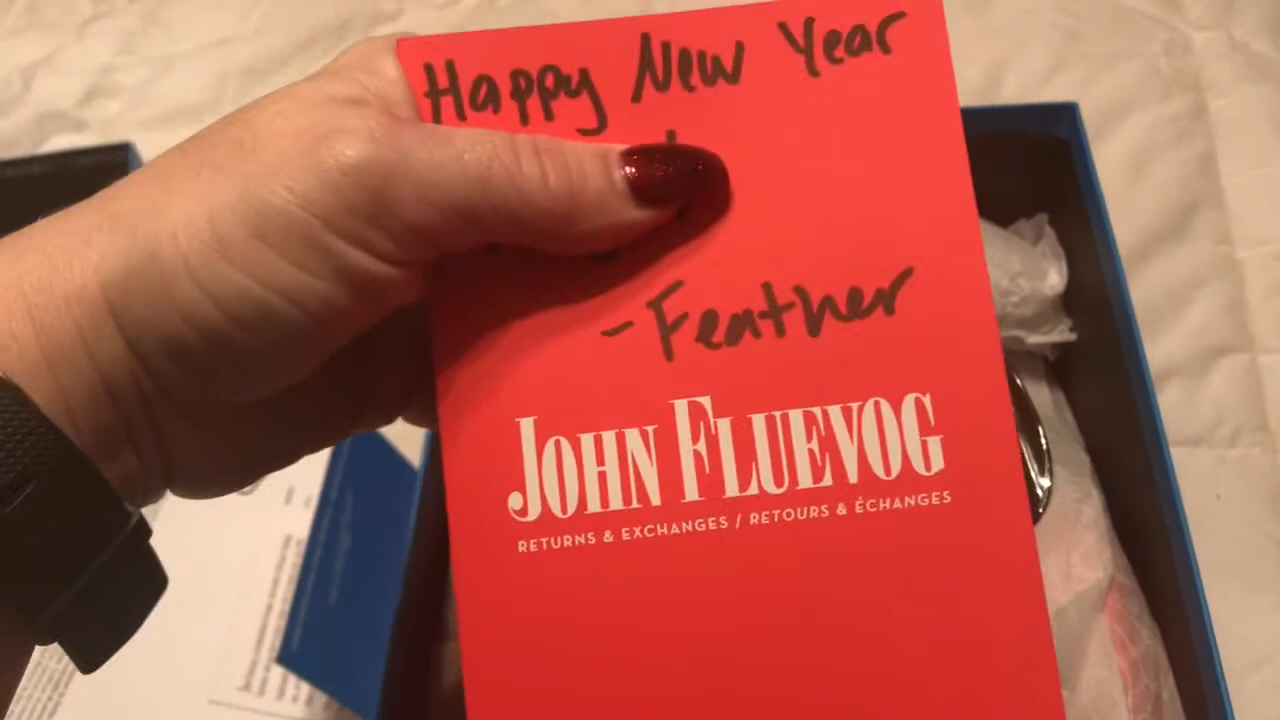 Happy New Year
-Feather
JOHN FLUEVOG
RETURNS & EXCHANGES / RETOURS & ÉCHANGES